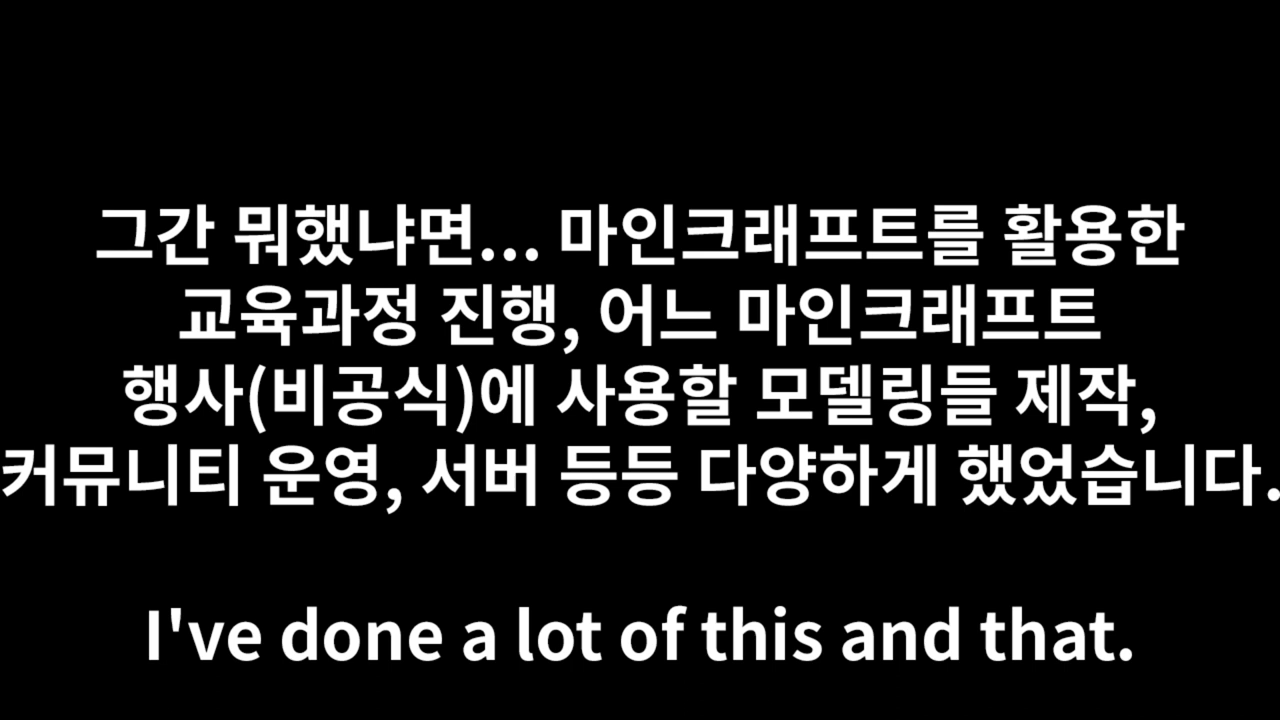 그간 뭐했냐면... 마인크래프트를 활용한
교육과정 진행, 어느 마인크래프트
행사(비공식)에 사용할 모델링들 제작,
커뮤니티 운영, 서버 등등 다양하게 했었습니다.
I've done a lot of this and that.